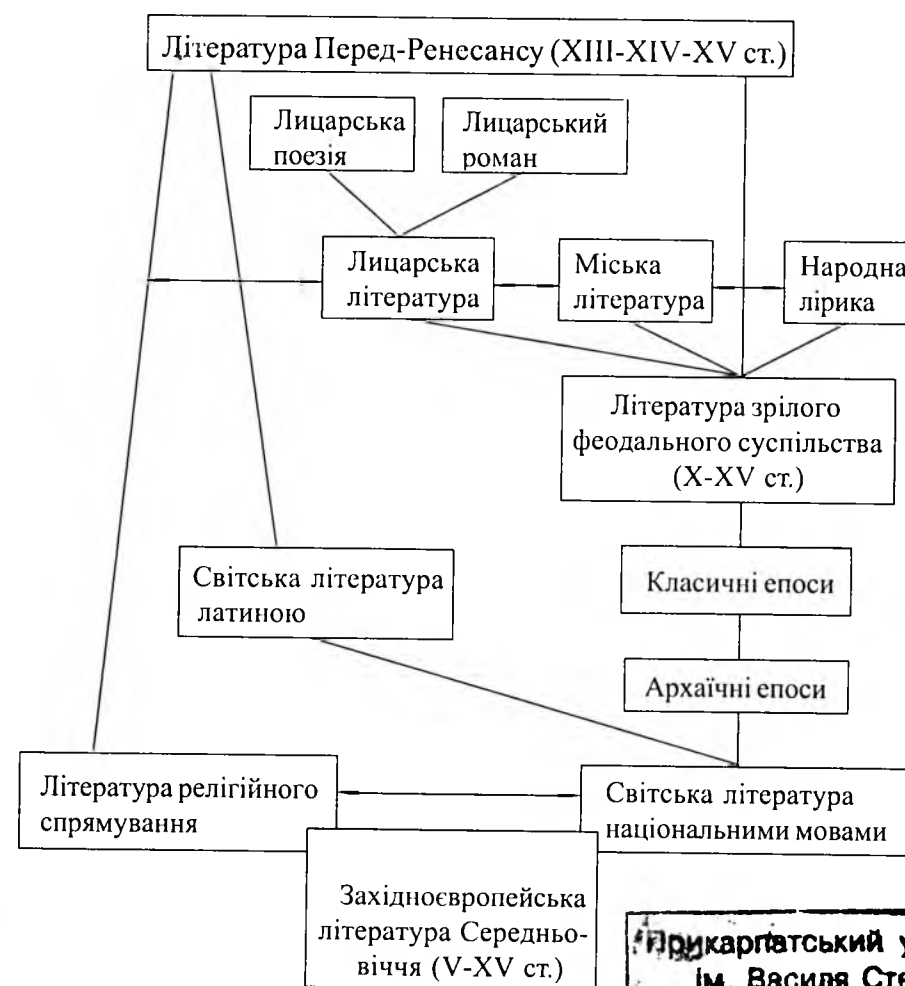 Література Перед-Ренесансу (XIII-XIV-XV ст.)
Лицарська
поезія
Лицарський
роман
Лицарська
література
Міська
література
Народна
лірика
Література зрілого
феодального суспільства
(X-XV ст.)
Світська література
латиною
Класичні епоси
Архаїчні епоси
Література релігійного
спрямування
Світська література
національними мовами
Західноєвропейська
література Середньо-
віччя (V-XV ст.)
Прикарпатський
ім. Василя